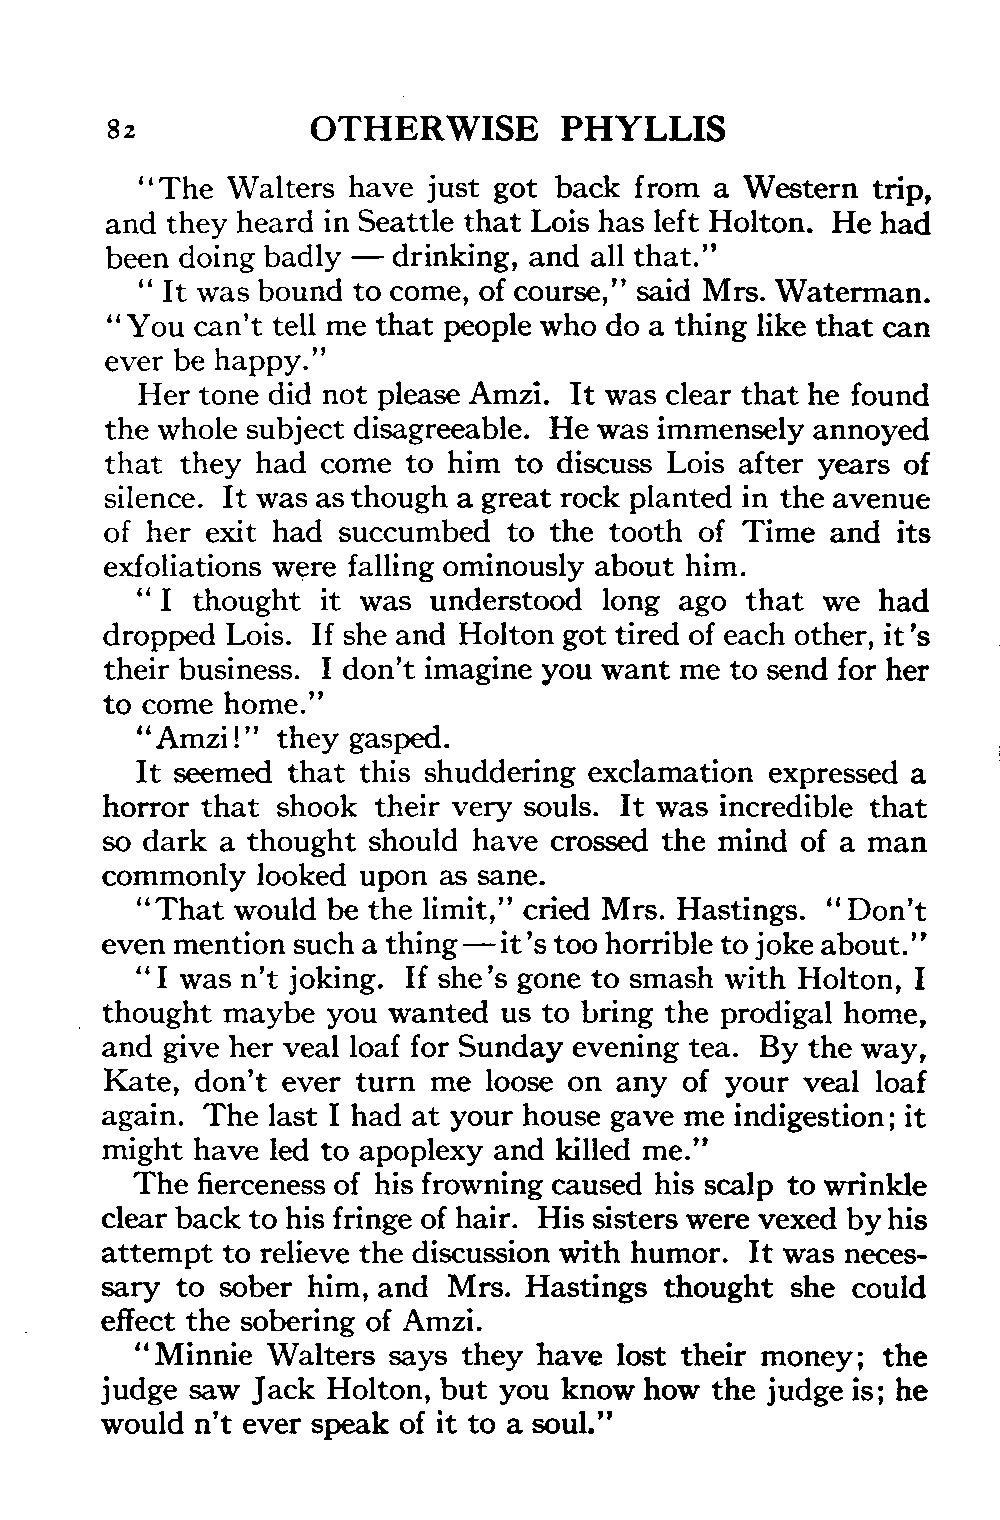 82 OTHERWISE PHYLLIS
"The Walters have just got back from a Western trip,
and they heard in Seattle that Lois has left Holton. He had
been doing badly — drinking, and all that."
"It was bound to come, of course," said Mrs. Waterman.
"You can't tell me that people who do a thing like that can
ever be happy."
Her tone did not please Amzi. It was clear that he found
the whole subject disagreeable. He was immensely annoyed
that they had come to him to discuss Lois after years of
silence. It was as though a great rock planted in the avenue
of her exit had succumbed to the tooth of Time and its
exfoliations were falling ominously about him.
"I thought it was understood long ago that we had
dropped Lois. If she and Holton got tired of each other, it's
their business. I don't imagine you want me to send for her
to come home."
"Amzi!" they gasped.
It seemed that this shuddering exclamation expressed a
horror that shook their very souls. It was incredible that
so dark a thought should have crossed the mind of a man
commonly looked upon as sane.
"That would be the limit," cried Mrs. Hastings. "Don't
even mention such a thing—it's too horrible to joke about."
"I was n't joking. If she's gone to smash with Holton, I
thought maybe you wanted us to bring the prodigal home,
and give her veal loaf for Sunday evening tea. By the way,
Kate, don't ever turn me loose on any of your veal loaf
again. The last I had at your house gave me indigestion; it
might have led to apoplexy and killed me."
The fierceness of his frowning caused his scalp to wrinkle
clear back to his fringe of hair. His sisters were vexed by his
attempt to relieve the discussion with humor. It was neces-
sary to sober him, and Mrs. Hastings thought she could
effect the sobering of Amzi.
"Minnie Walters says they have lost their money; the
judge saw Jack Holton, but you know how the judge is; he
would n't ever speak of it to a soul."